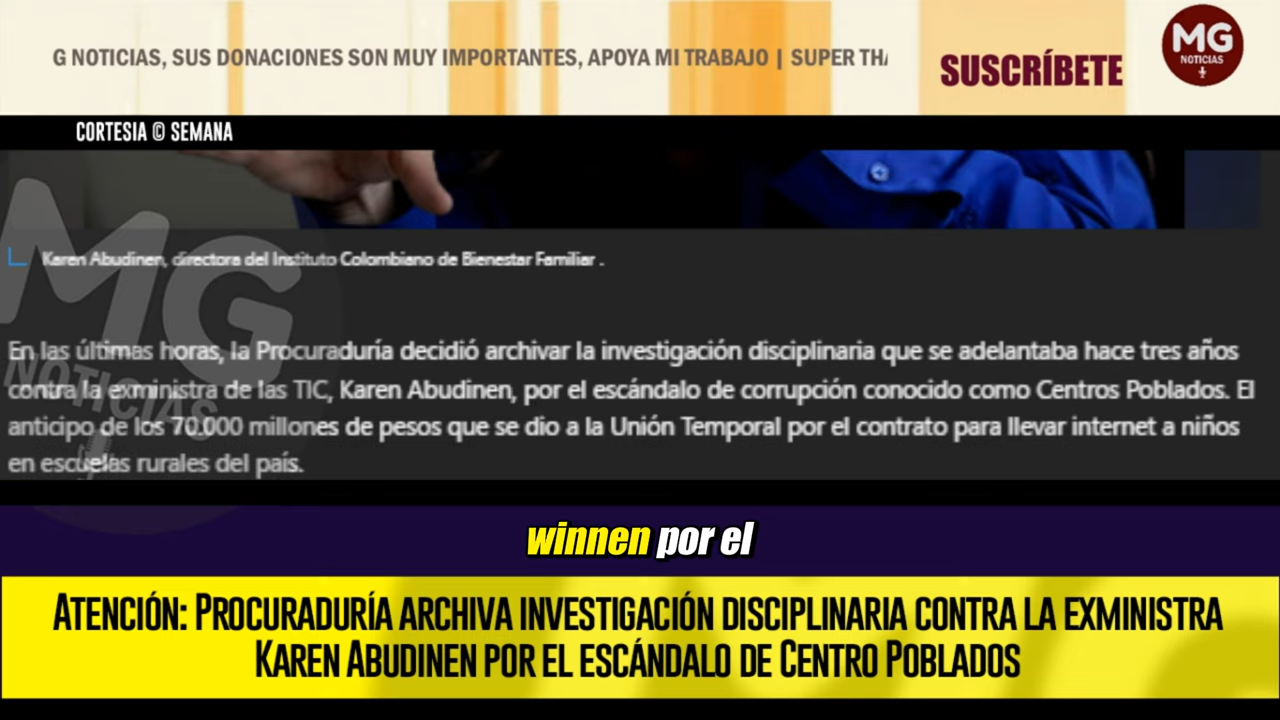 G NOTICIAS, SUS DONACIONES SON MUY IMPORTANTES, APOYA MI TRABAJO | SUPER THA
SUSCRÍBETE
MG
NOTICIAS
CORTESIA © SEMANA
MG
NOTICIAS
Karen Abudinen, directora del Instituto Colombiano de Bienestar Familiar .
En las últimas horas, la Procuraduría decidió archivar la investigación disciplinaria que se adelantaba hace tres años
contra la exministra de las TIC, Karen Abudinen, por el escándalo de corrupción conocido como Centros Poblados. El
anticipo de los 70.000 millones de pesos que se dio a la Unión Temporal por el contrato para llevar internet a niños
en escuelas rurales del país.
winnen por el
ATENCIÓN: PROCURADURÍA ARCHIVA INVESTIGACIÓN DISCIPLINARIA CONTRA LA EXMINISTRA
KAREN ABUDINEN POR EL ESCÁNDALO DE CENTRO POBLADOS